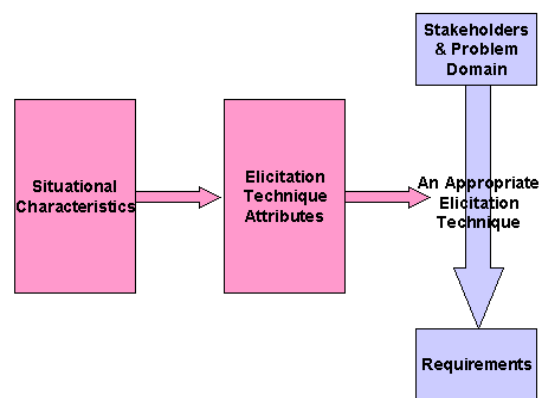 Stakeholders
& Problem
Domain
Situational
Characteristics
Elicitation
Technique
Attributes
An Appropriate
Elicitation
Technique
Requirements